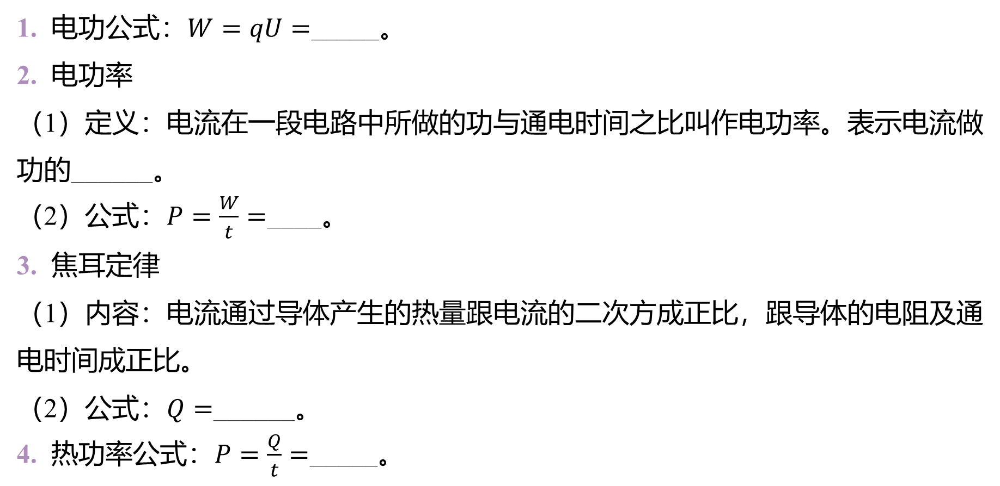 1. 电功公式：W = qU =_____。
2. 电功率
（1）定义：电流在一段电路中所做的功与通电时间之比叫作电功率。表示电流做
功的______。
（2）公式：P = W/t =____。
3. 焦耳定律
（1）内容：电流通过导体产生的热量跟电流的二次方成正比，跟导体的电阻及通
电时间成正比。
（2）公式：Q =______。
4. 热功率公式：P = Q/t =_____。